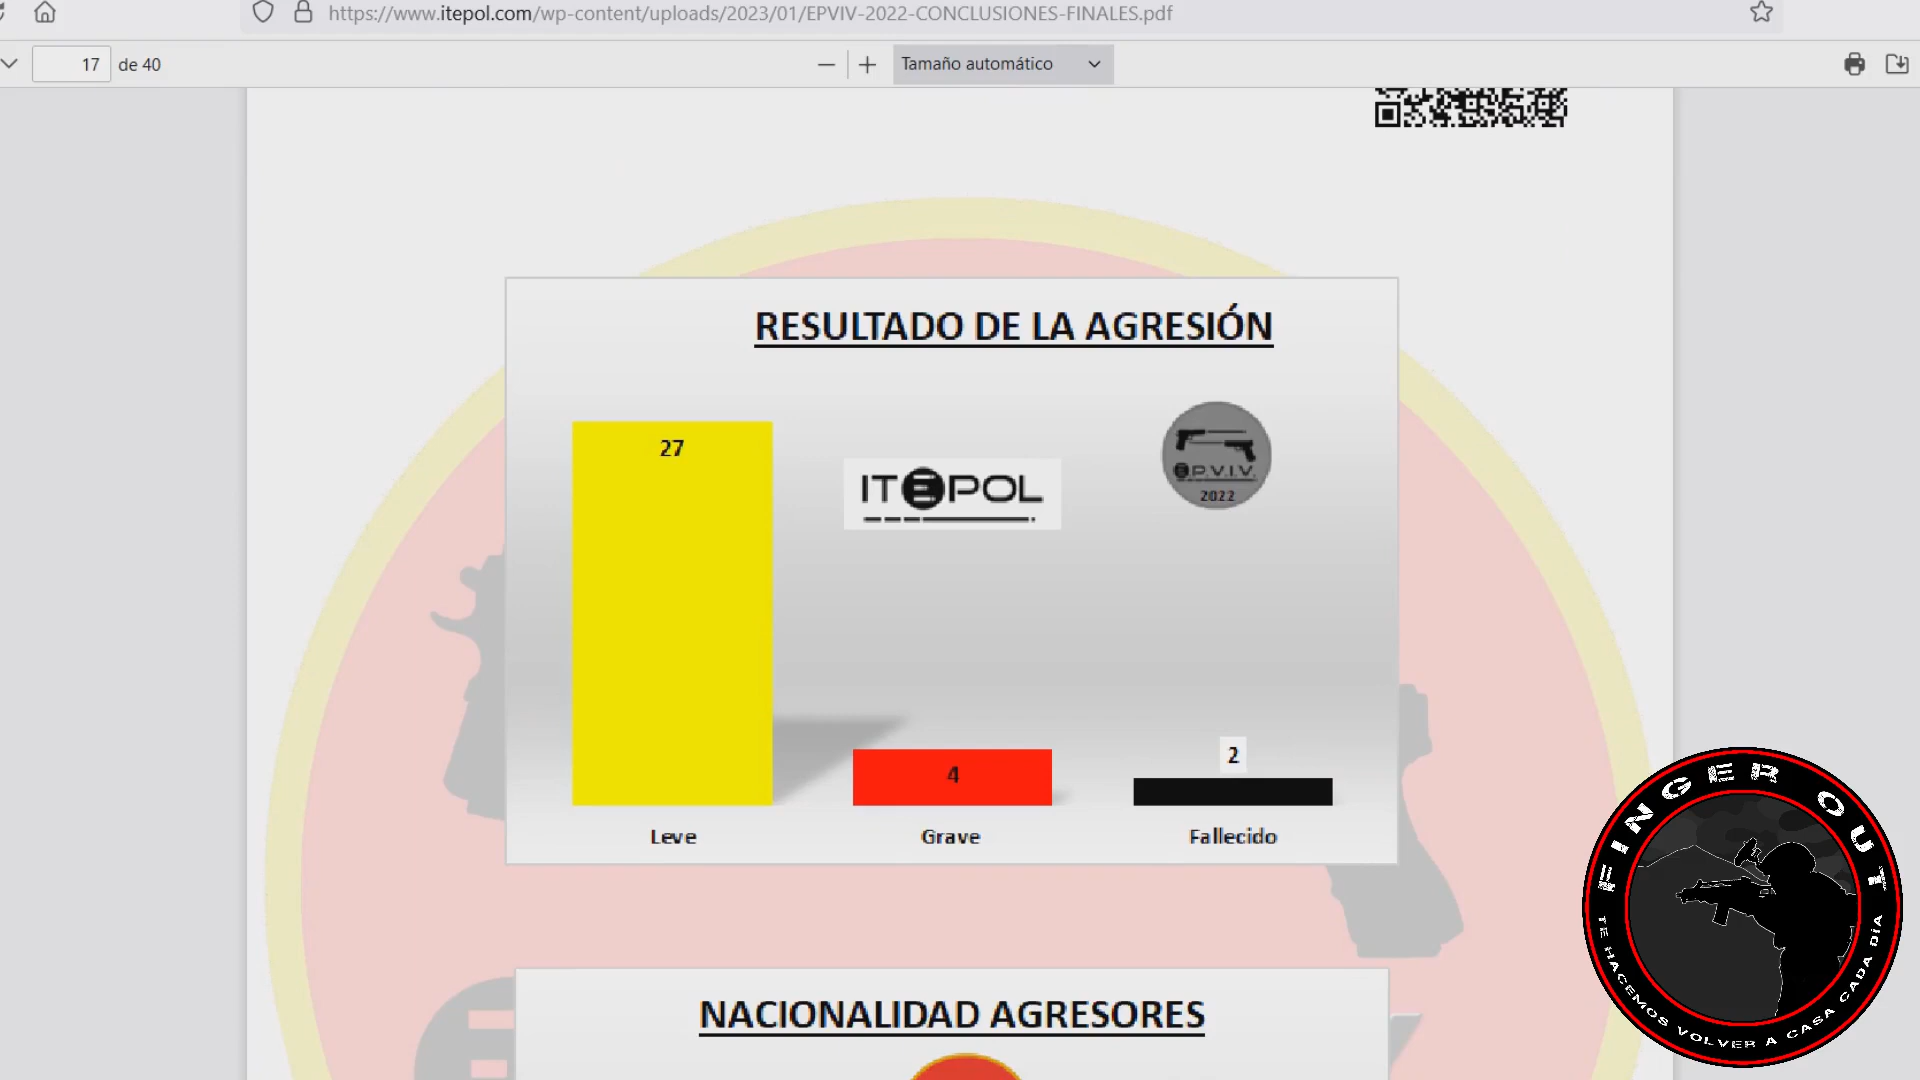 https://www.itepol.com/wp-content/uploads/2023/01/EPVIV-2022-CONCLUSIONES-FINALES.pdf
17 de 40
Tamaño automático
RESULTADO DE LA AGRESIÓN
27
ITEPOL
E.P.V.I.V.
2022
4
2
Leve
Grave
Fallecido
NACIONALIDAD AGRESORES
FINGER OUT
TE HACEMOS VOLVER A CASA CADA DÍA